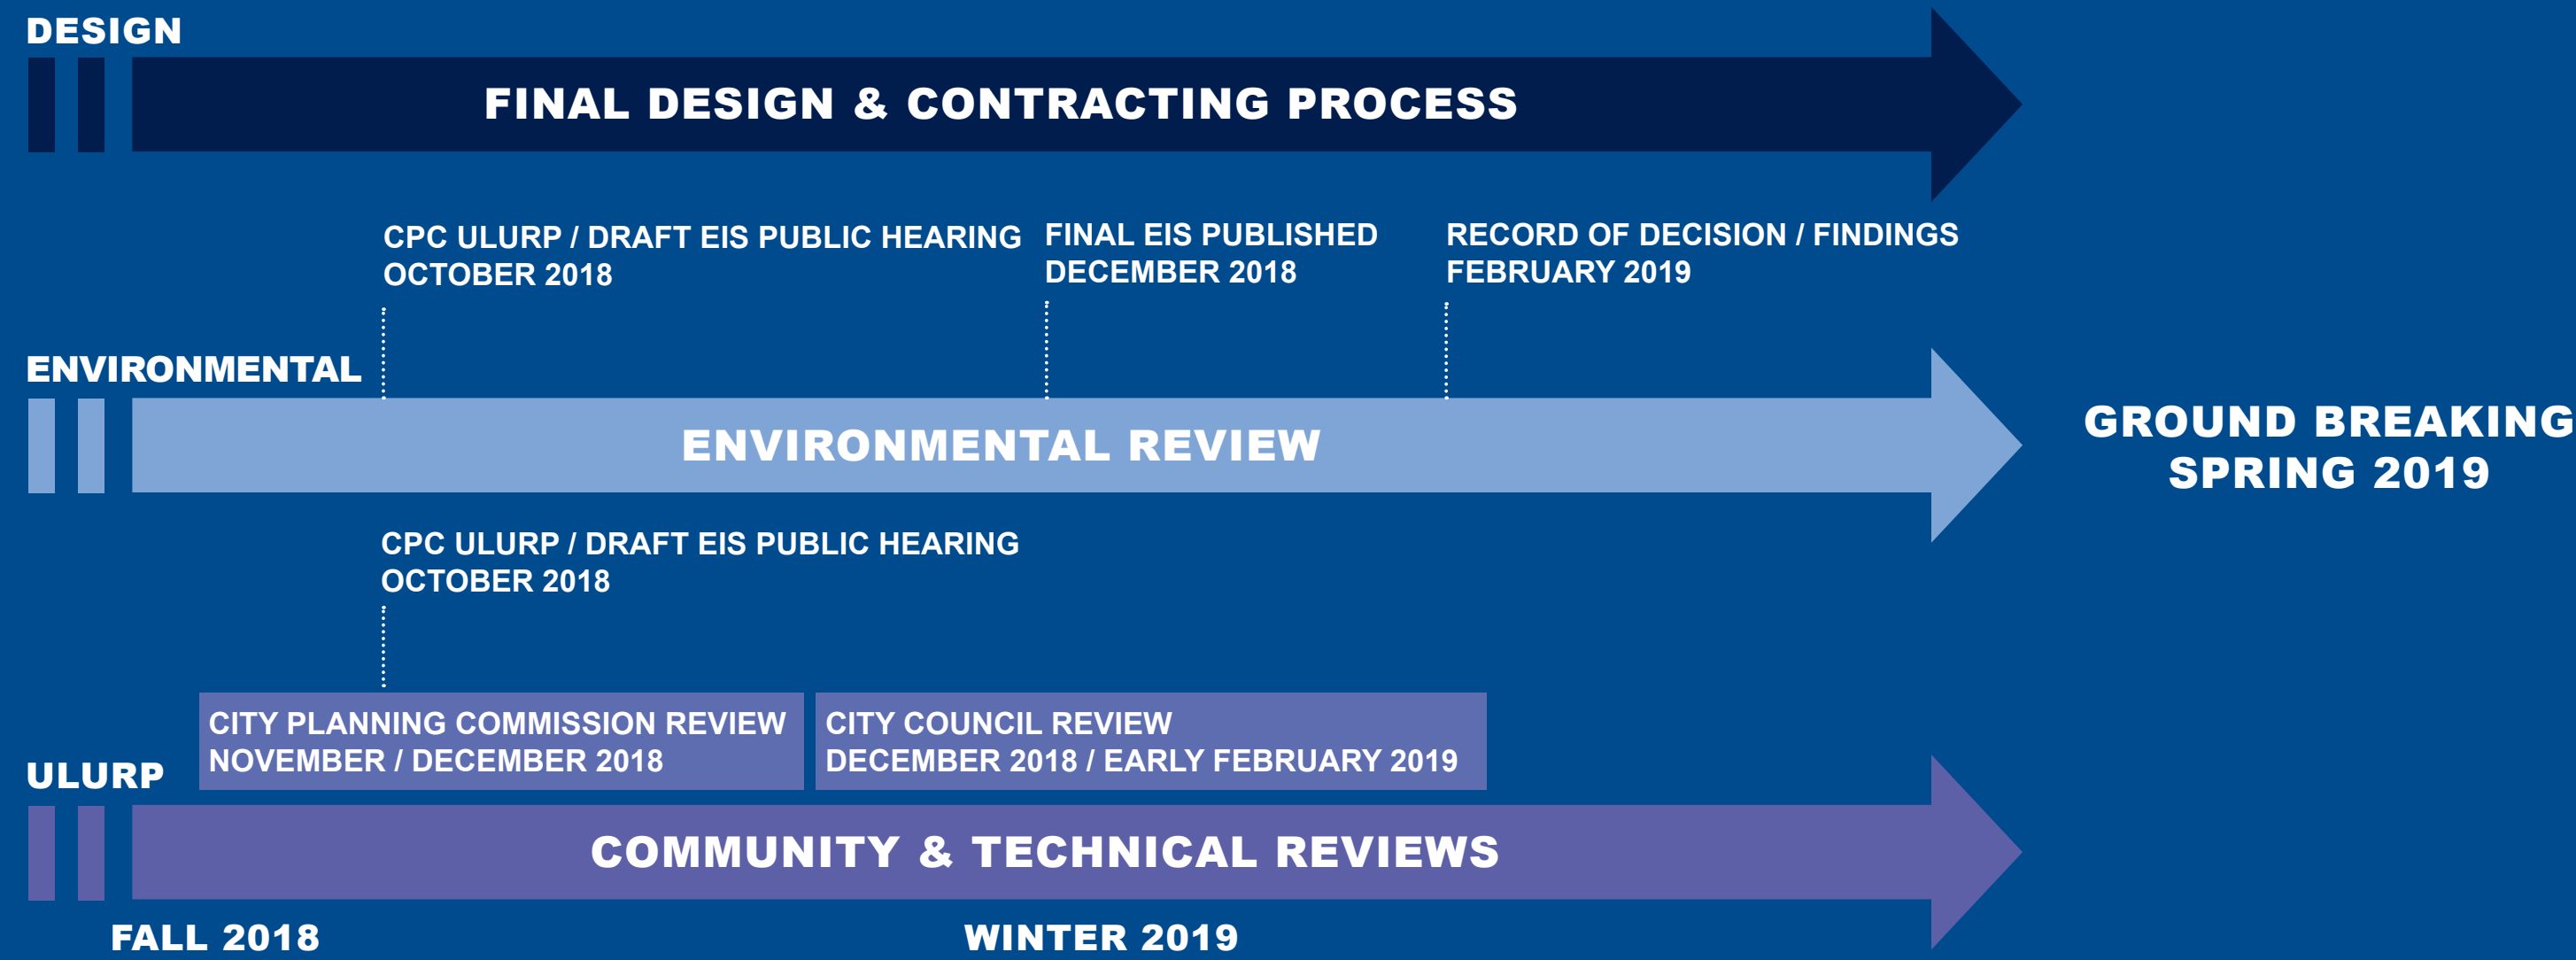 DESIGN
FINAL DESIGN & CONTRACTING PROCESS
CPC ULURP / DRAFT EIS PUBLIC HEARING
OCTOBER 2018
FINAL EIS PUBLISHED
DECEMBER 2018
RECORD OF DECISION / FINDINGS
FEBRUARY 2019
ENVIRONMENTAL
ENVIRONMENTAL REVIEW
GROUND BREAKING
SPRING 2019
CPC ULURP / DRAFT EIS PUBLIC HEARING
OCTOBER 2018
CITY PLANNING COMMISSION REVIEW
NOVEMBER / DECEMBER 2018
CITY COUNCIL REVIEW
DECEMBER 2018 / EARLY FEBRUARY 2019
ULURP
COMMUNITY & TECHNICAL REVIEWS
FALL 2018
WINTER 2019